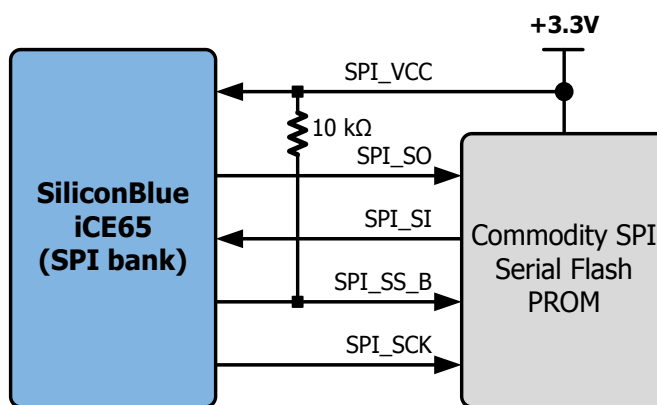 +3.3V
SPI_VCC
10 kΩ
SPI_SO
SiliconBlue
iCE65
(SPI bank)
SPI_SI
Commodity SPI
Serial Flash
PROM
SPI_SS_B
SPI_SCK